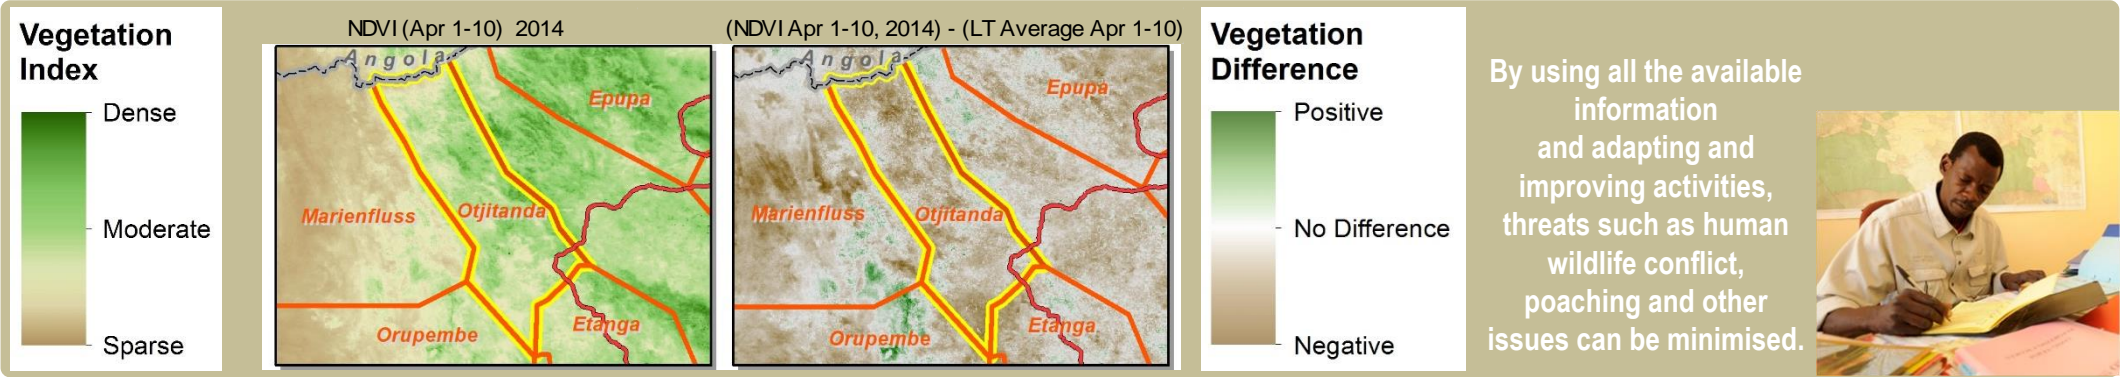 Vegetation
Index
Dense
Moderate
Sparse
NDVI (Apr 1-10) 2014
Angola
Epupa
Marienfluss
Otjitanda
Orupembe
Etanga
(NDVI Apr 1-10, 2014) - (LT Average Apr 1-10)
Angola
Epupa
Marienfluss
Otjitanda
Orupembe
Etanga
Vegetation
Difference
Positive
No Difference
Negative
By using all the available
information
and adapting and
improving activities,
threats such as human
wildlife conflict,
poaching and other
issues can be minimised.